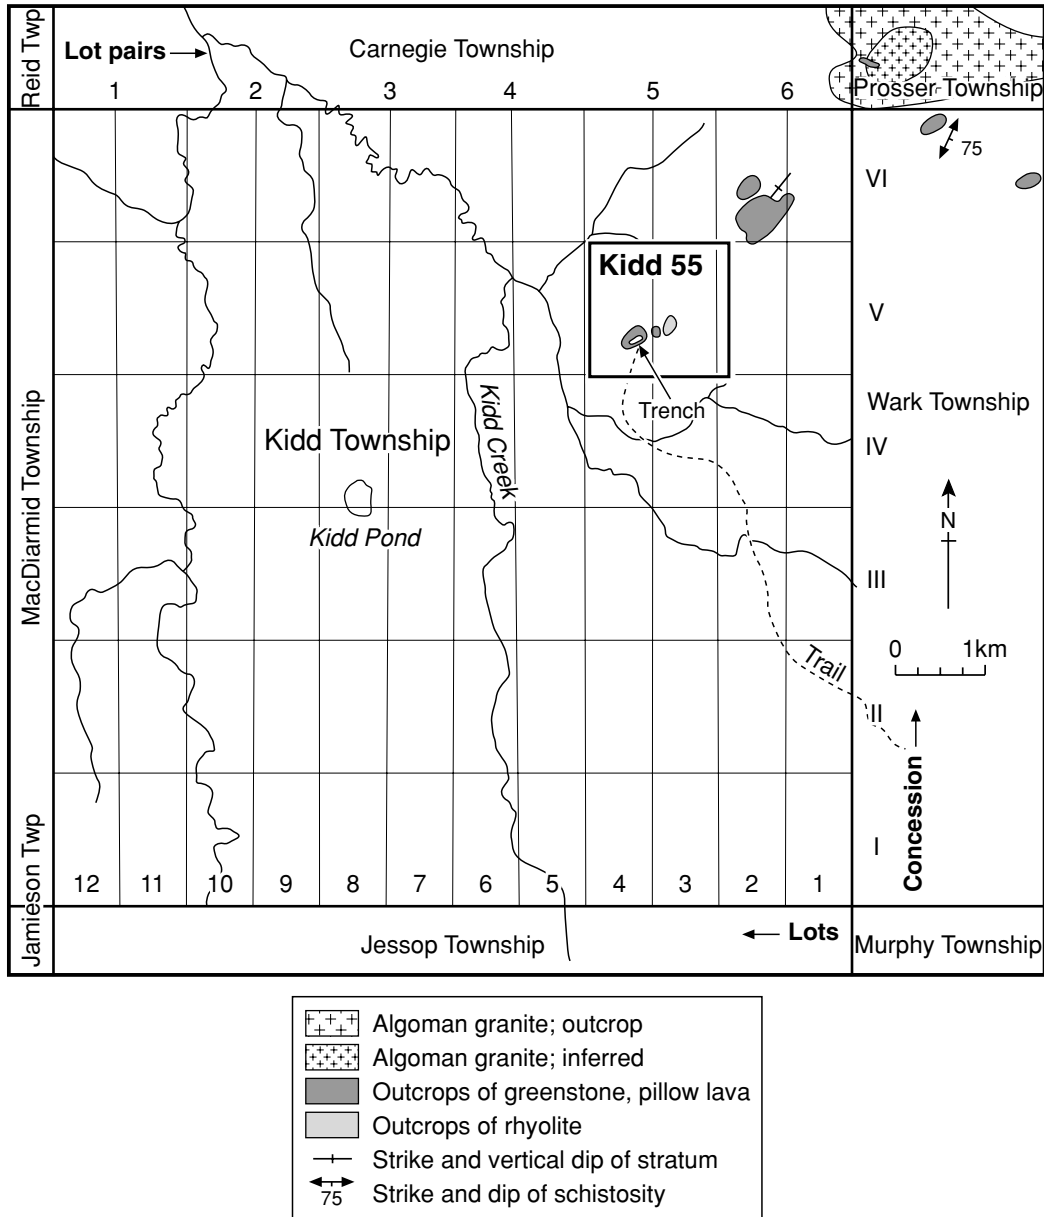 Reid Twp
Lot pairs
Carnegie Township
1
2
3
4
5
6
Prosser Township
75
VI
Kidd 55
V
Trench
MacDiarmid Township
Kidd Township
Kidd Creek
Wark Township
IV
Kidd Pond
N
III
0 1km
Trail
II
Concession
I
Jamieson Twp
12
11
10
9
8
7
6
5
4
3
2
1
Jessop Township
Lots
Murphy Township
Algoman granite; outcrop
Algoman granite; inferred
Outcrops of greenstone, pillow lava
Outcrops of rhyolite
Strike and vertical dip of stratum
75
Strike and dip of schistosity